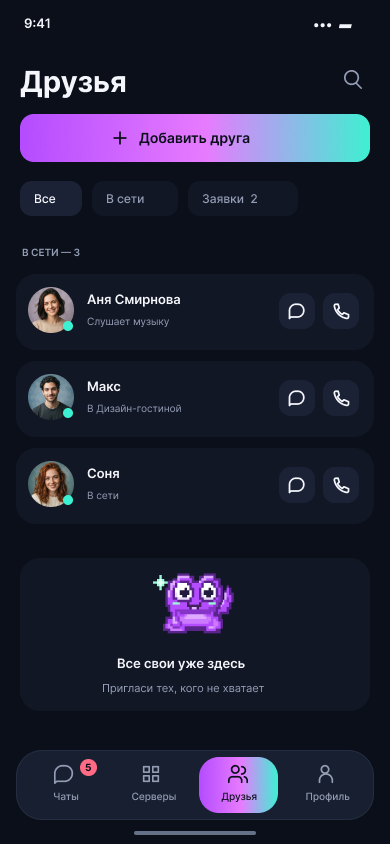 9:41
Друзья
Добавить друга
Все
В сети
Заявки 2
В СЕТИ — 3
Аня Смирнова
Слушает музыку
Макс
В Дизайн-гостиной
Соня
В сети
Все свои уже здесь
Пригласи тех, кого не хватает
5
Чаты
Серверы
Друзья
Профиль